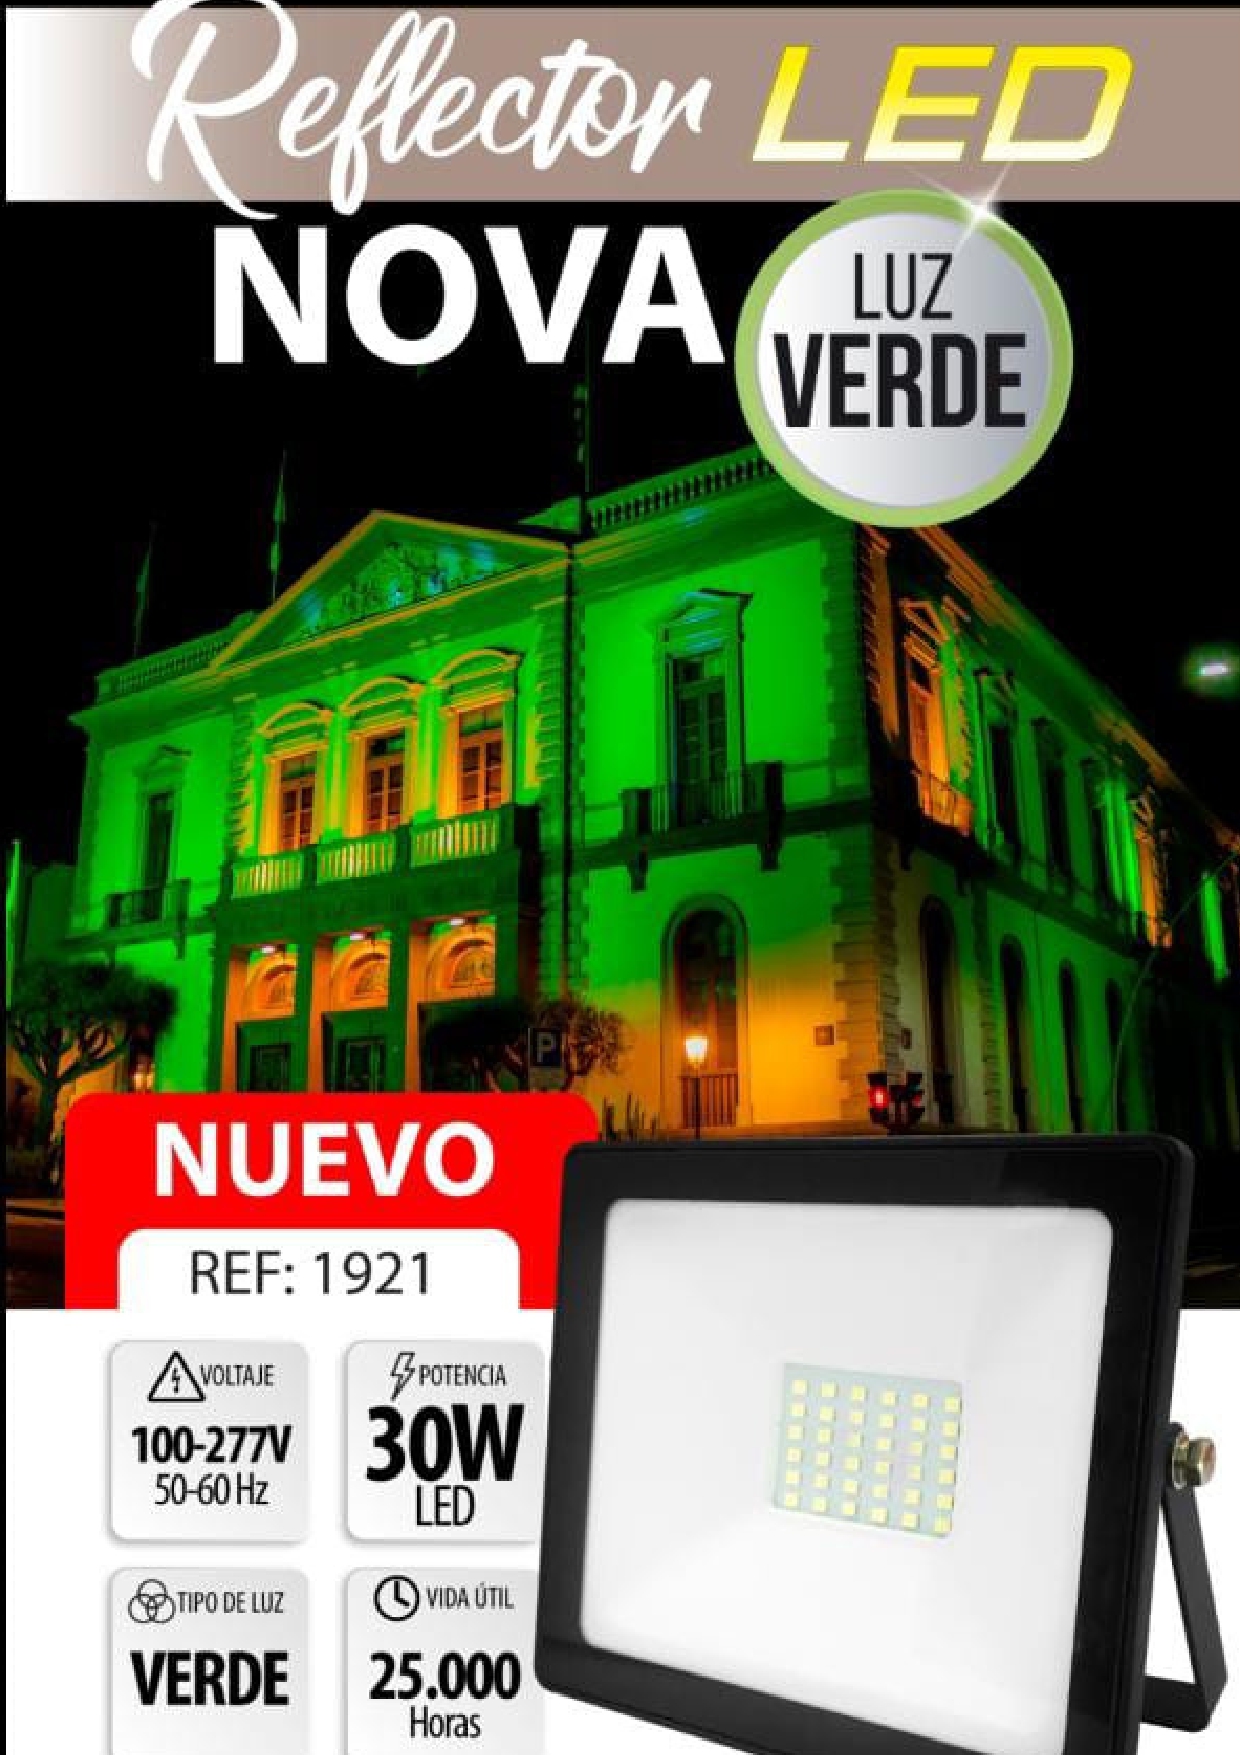 Reflector LED
NOVA
LUZ
VERDE
P
NUEVO
REF: 1921
VOLTAJE
100-277V
50-60 Hz
POTENCIA
30W
LED
TIPO DE LUZ
VERDE
VIDA ÚTIL
25.000
Horas